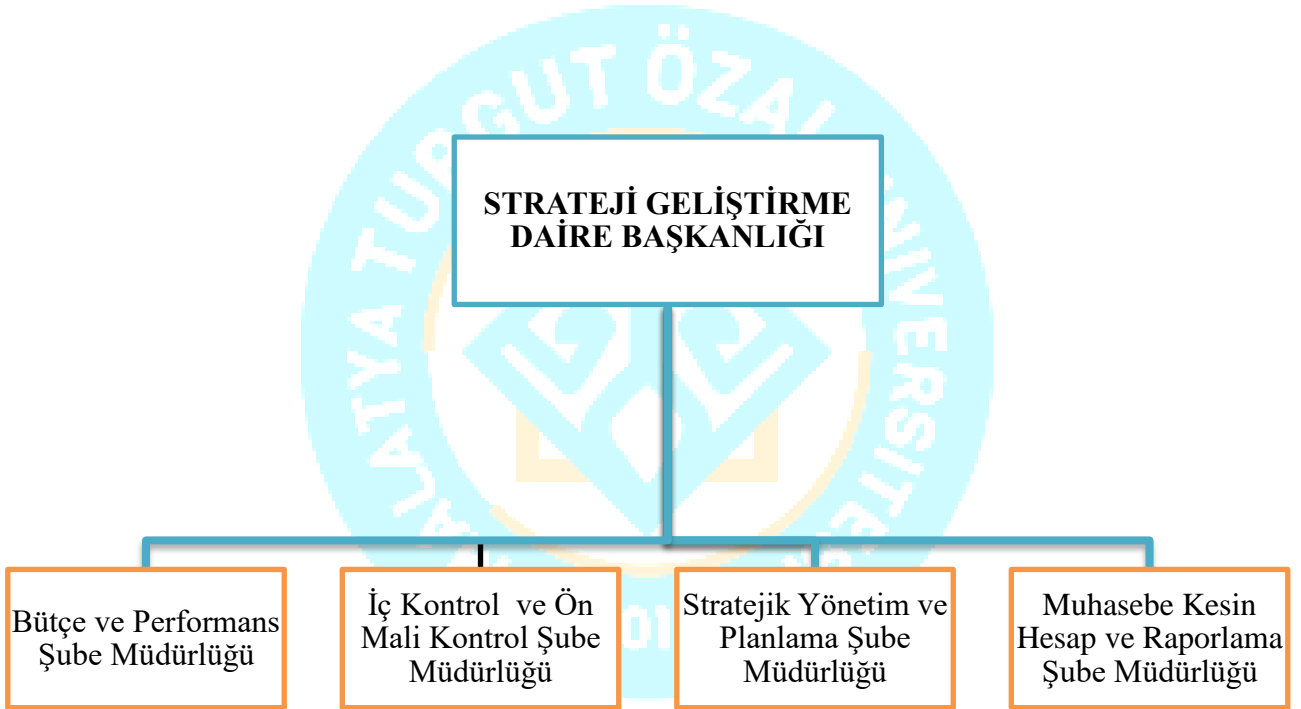 STRATEJİ GELİŞTİRME
DAİRE BAŞKANLIĞI
Bütçe ve Performans
Şube Müdürlüğü
İç Kontrol ve Ön
Mali Kontrol Şube
Müdürlüğü
Stratejik Yönetim ve
Planlama Şube
Müdürlüğü
Muhasebe Kesin
Hesap ve Raporlama
Şube Müdürlüğü